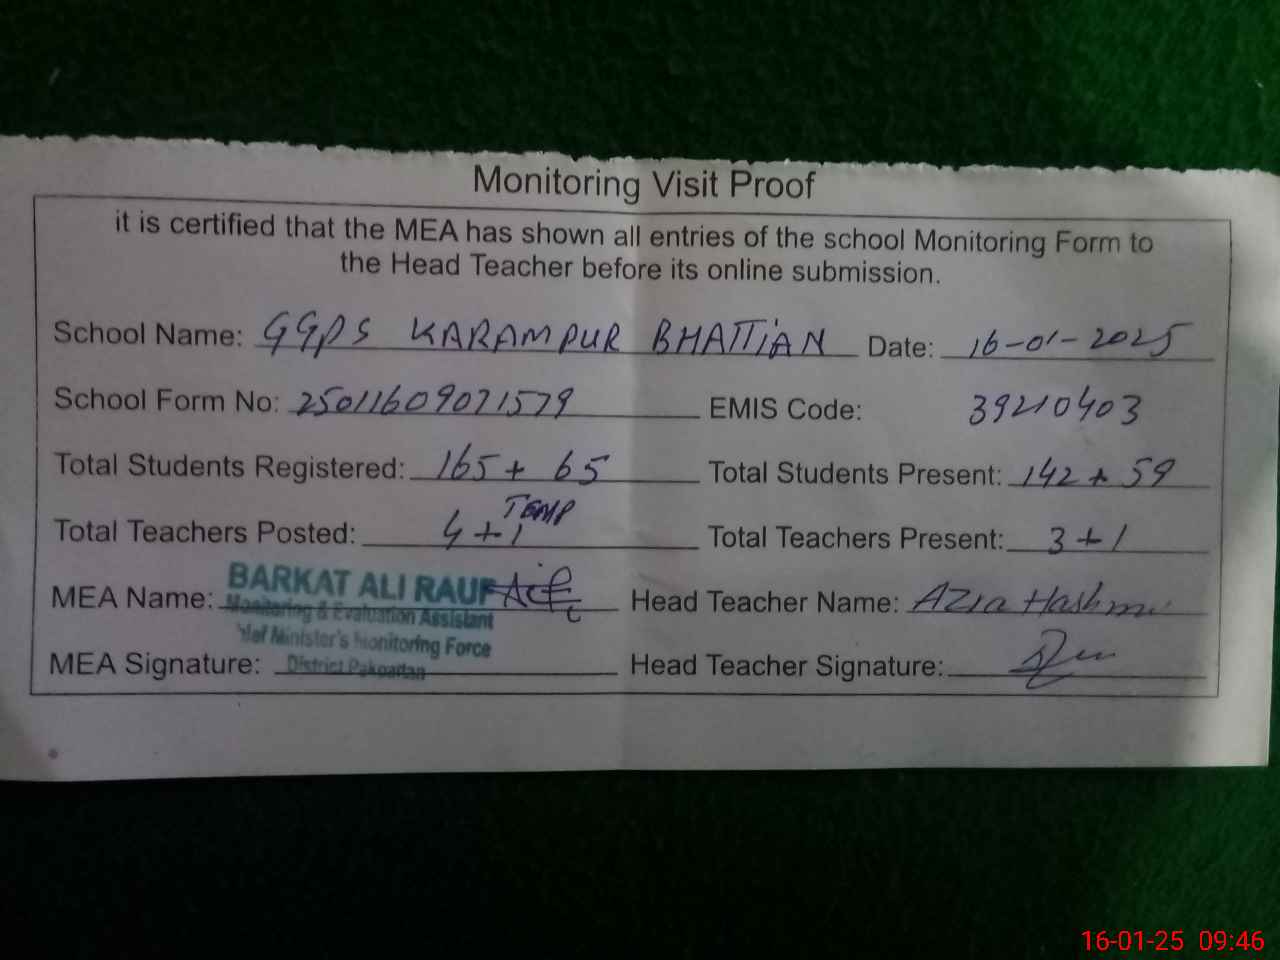 Monitoring Visit Proof
it is certified that the MEA has shown all entries of the school Monitoring Form to
the Head Teacher before its online submission.
School Name: GGPS KARAMPUR BHATTIAN Date: 16-01-2025
School Form No: 25011609071579 EMIS Code: 39210403
Total Students Registered: 165 + 65 Total Students Present: 142 + 59
TEMP
Total Teachers Posted: 4 + 1 Total Teachers Present: 3 + 1
BARKAT ALI RAUF
MEA Name: Head Teacher Name: Azra Hashmi
Monitoring & Evaluation Assistant
hief Minister's Monitoring Force
MEA Signature: District Pakpattan Head Teacher Signature:
16-01-25 09:46